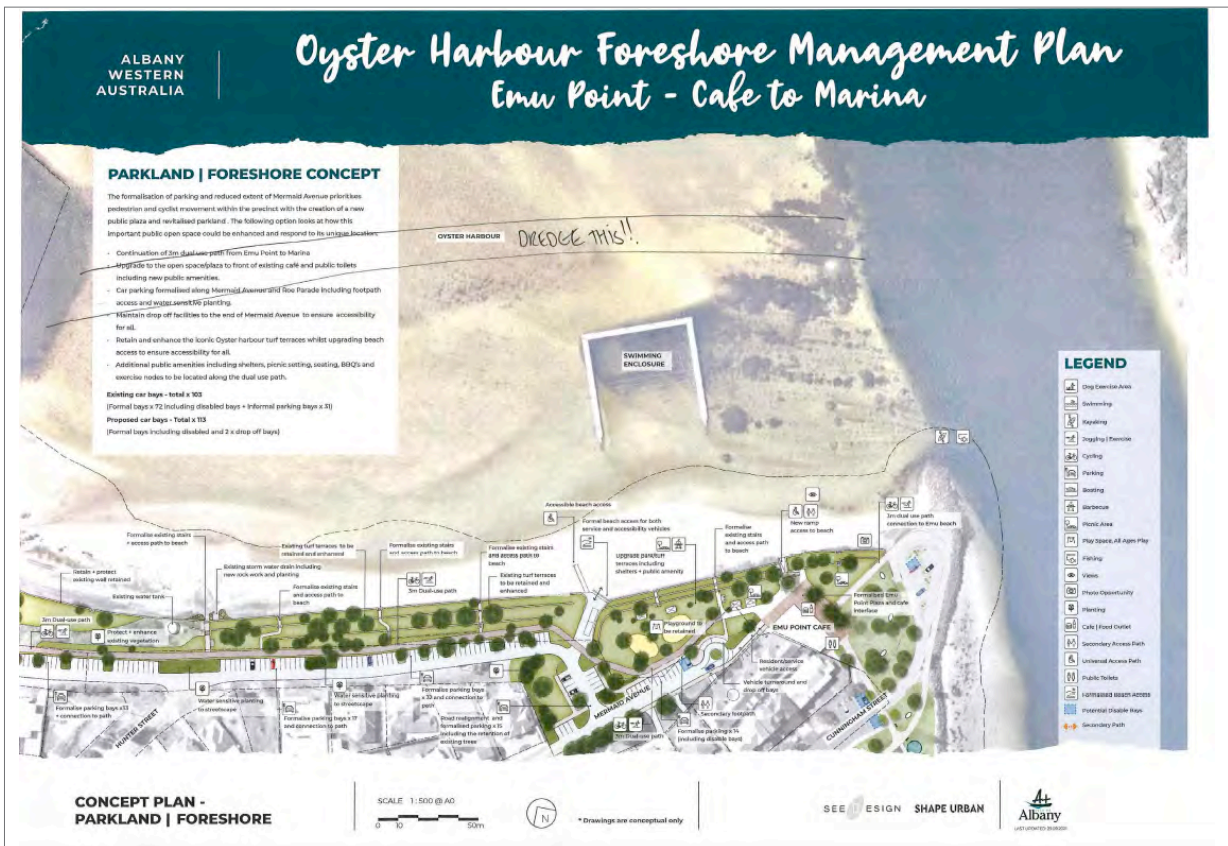 ALBANY
WESTERN
AUSTRALIA
Oyster Harbour Foreshore Management Plan
Emu Point - Cafe to Marina
PARKLAND | FORESHORE CONCEPT
The formalisation of parking and reduced extent of Mermaid Avenue prioritises
pedestrian and cyclist movement within the precinct with the creation of a new
public plaza and revitalised parkland . The following option looks at how this
important public open space could be enhanced and respond to its unique location.
· Continuation of 3m dual use path from Emu Point to Marina
· Upgrade to the open space/plaza to front of existing café and public toilets
including new public amenities.
· Car parking formalised along Mermaid Avenue and Roe Parade including footpath
access and water sensitive planting.
· Maintain drop off facilities to the end of Mermaid Avenue to ensure accessibility
for all.
· Retain and enhance the iconic Oyster harbour turf terraces whilst upgrading beach
access to ensure accessibility for all.
· Additional public amenities including shelters, picnic setting, seating, BBQ's and
exercise nodes to be located along the dual use path.
Existing car bays - total x 103
(Formal bays x 72 including disabled bays + Informal parking bays x 31)
Proposed car bays - Total x 113
(Formal bays including disabled and 2 x drop off bays)
OYSTER HARBOUR
DREDGE THIS!!.
SWIMMING
ENCLOSURE
LEGEND
Dog Exercise Area
Swimming
Kayaking
Jogging | Exercise
Cycling
Parking
Boating
Barbecue
Picnic Area
Play Space, All Ages Play
Fishing
Views
Photo Opportunity
Planting
Cafe | Food Outlet
Secondary Access Path
Universal Access Path
Public Toilets
Formalised Beach Access
Potential Disable Bays
Secondary Path
Accessible beach access
Formal beach access for both
service and accessibility vehicles
New ramp
access to beach
3m dual use path
connection to Emu beach
Formalise existing stairs
+ access path to beach
Existing turf terraces to be
retained and enhanced
Formalise existing stairs
and access path to beach
Formalise existing stairs
and access path to
beach
Upgrade park/turf
terraces including
shelters + public amenity
Formalise
existing stairs
and access path
to beach
Retain + protect
existing wall retained
Existing storm water drain including
new rock work and planting
Existing water tank
Formalise existing stairs
and access path to
beach
3m Dual-use path
Existing turf terraces
to be retained and
enhanced
Formalised Emu
Point Plaza and cafe
interface
3m Dual-use path
Protect + enhance
existing vegetation
Playground to
be retained
EMU POINT CAFE
Resident/service
vehicle access
Vehicle turnaround and
drop off bays
MERMAID AVENUE
Secondary footpath
Formalise parking x 14
(including disable bays)
3m Dual-use path
CUNNINGHAM STREET
Formalise parking bays x13
+ connection to path
HUNTER STREET
Water sensitive planting
to streetscape
Formalise parking bays x 17
and connection to path
Water sensitive planting
to streetscape
Formalise parking bays
x 32 and connection to
path
Road realignment and
formalised parking x 15
including the retention of
existing trees
CONCEPT PLAN -
PARKLAND | FORESHORE
SCALE 1:500 @ A0
0 10 50m
N
* Drawings are conceptual only
SEE DESIGN
SHAPE URBAN
Albany